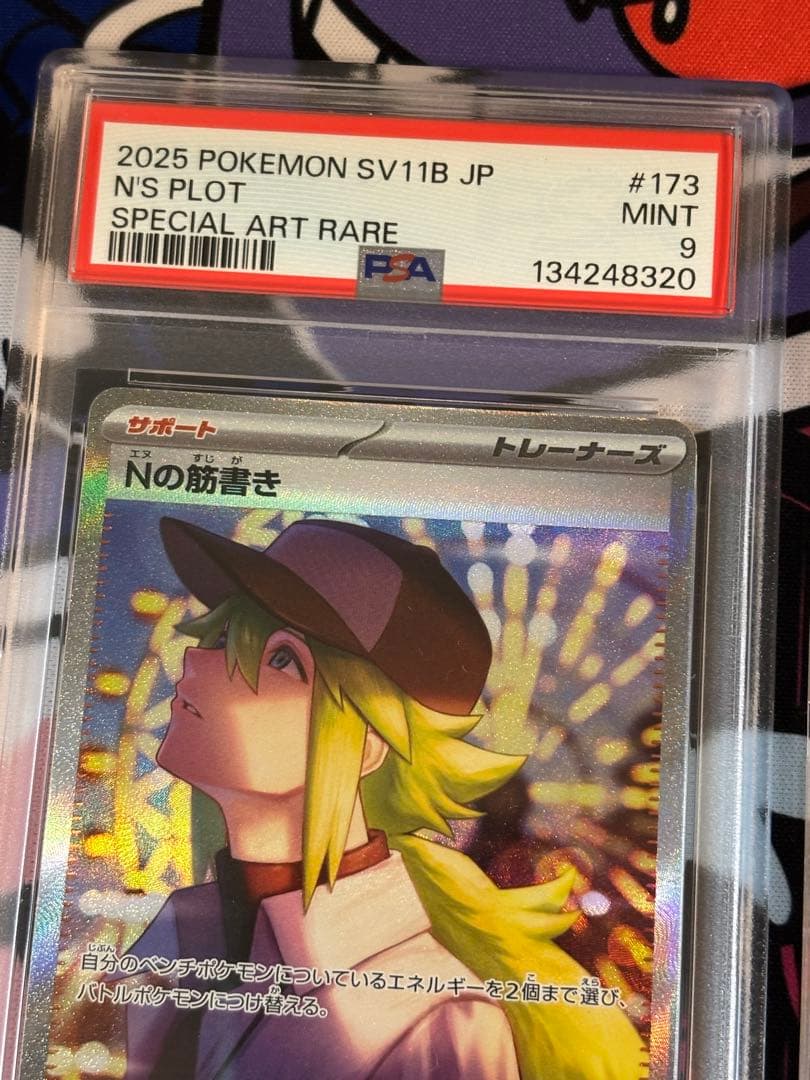 2025 POKEMON SV11B JP #173
N'S PLOT MINT
SPECIAL ART RARE 9
PSA 134248320
サポート トレーナーズ
エヌ すじ が
Nの筋書き
じぶん
自分のベンチポケモンについているエネルギーを2個まで選び、
こ えら
バトルポケモンにつけ替える。
か